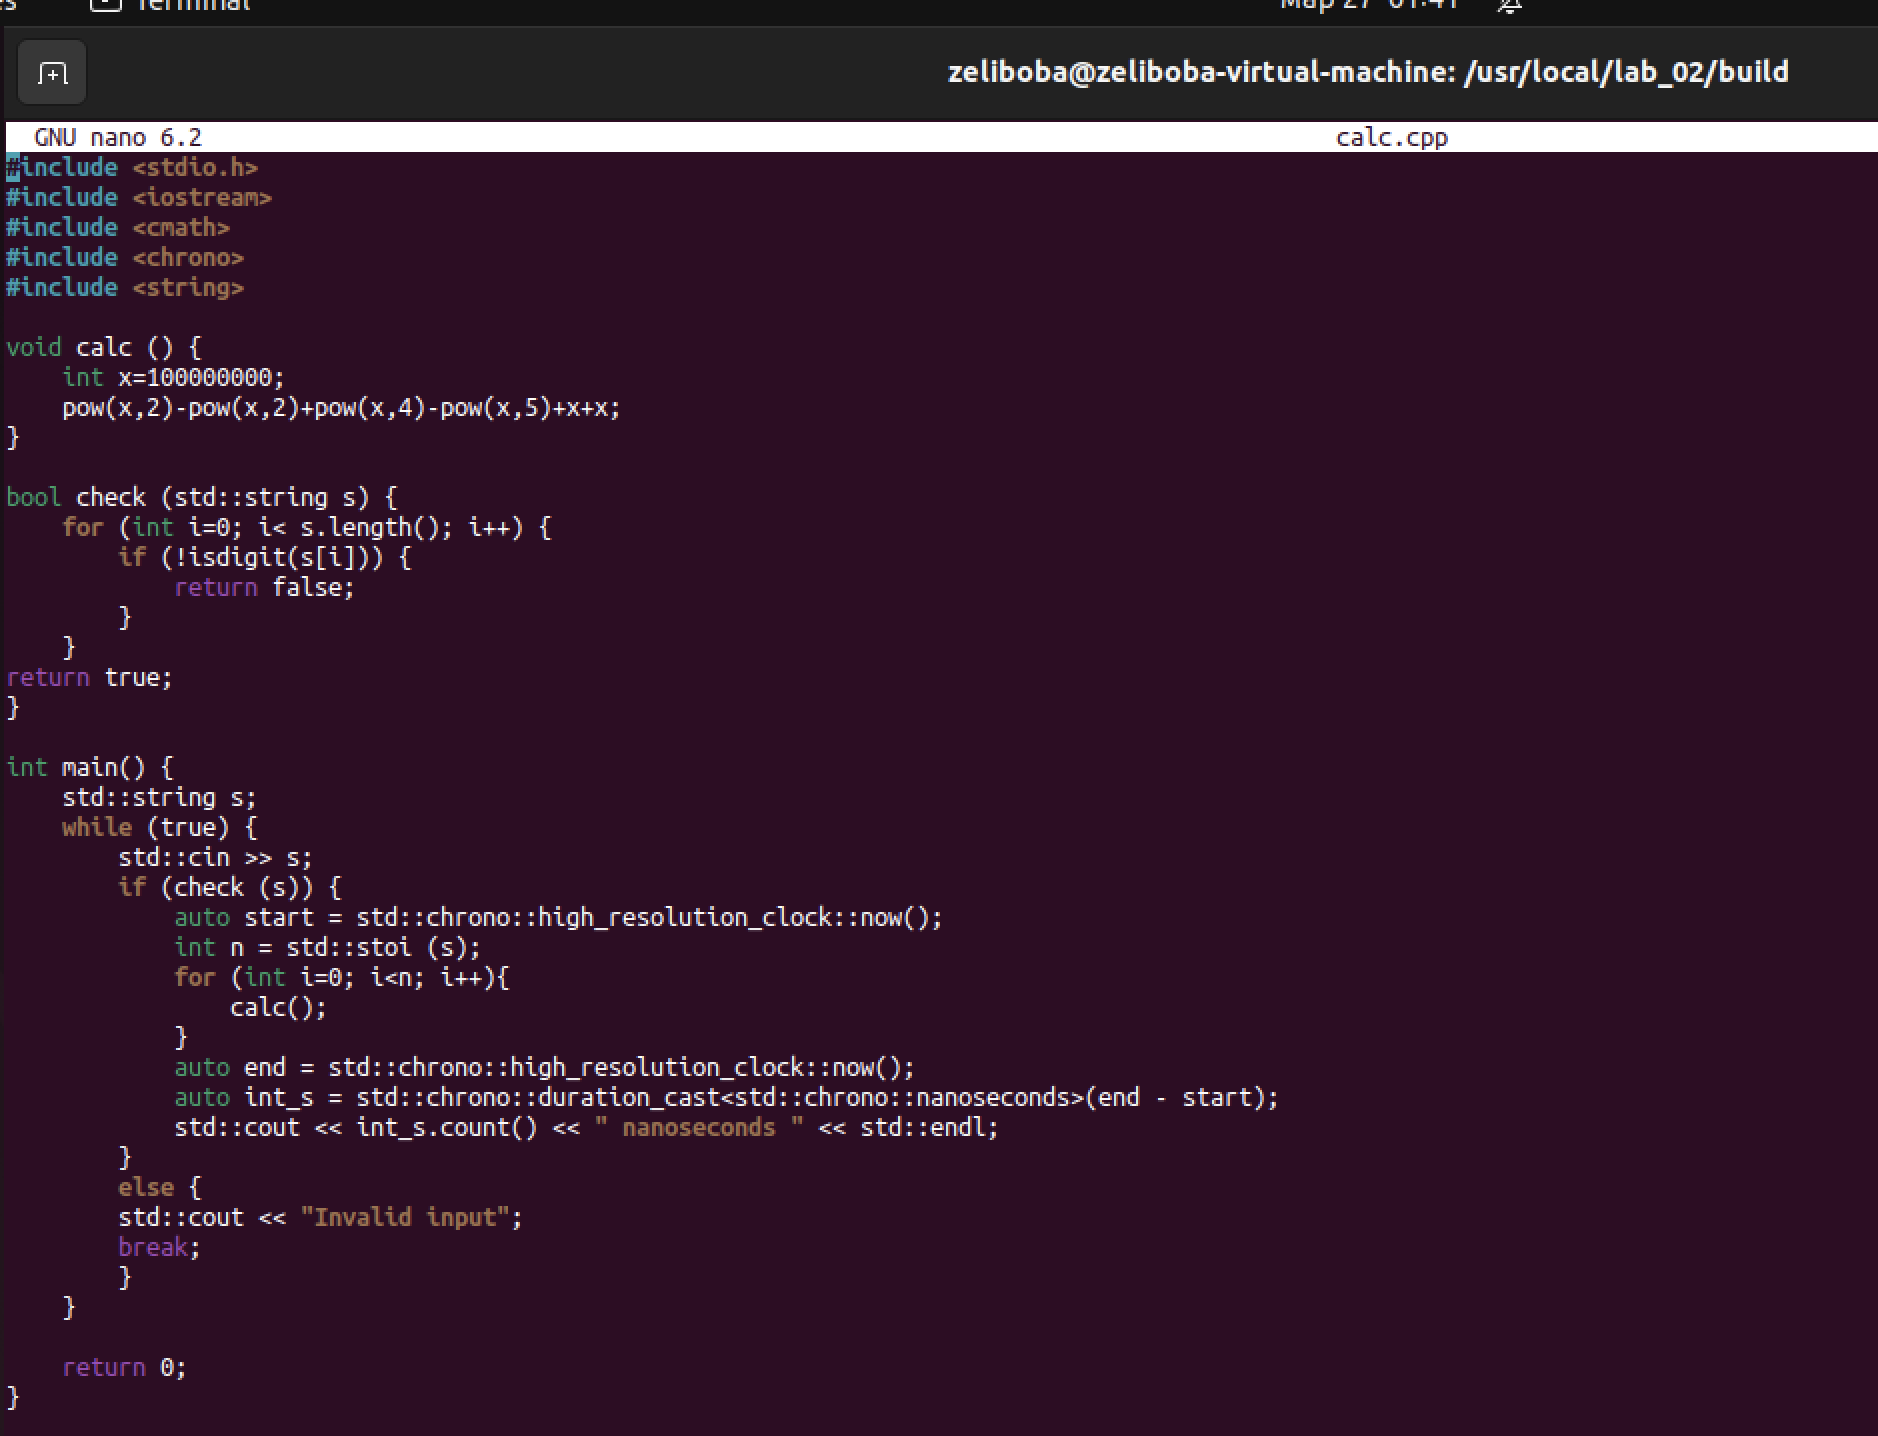 Terminal
Мар 27 01:41
zeliboba@zeliboba-virtual-machine: /usr/local/lab_02/build
GNU nano 6.2 calc.cpp
#include <stdio.h>
#include <iostream>
#include <cmath>
#include <chrono>
#include <string>
void calc () {
    int x=100000000;
    pow(x,2)-pow(x,2)+pow(x,4)-pow(x,5)+x+x;
}
bool check (std::string s) {
    for (int i=0; i< s.length(); i++) {
        if (!isdigit(s[i])) {
            return false;
        }
    }
return true;
}
int main() {
    std::string s;
    while (true) {
        std::cin >> s;
        if (check (s)) {
            auto start = std::chrono::high_resolution_clock::now();
            int n = std::stoi (s);
            for (int i=0; i<n; i++){
                calc();
            }
            auto end = std::chrono::high_resolution_clock::now();
            auto int_s = std::chrono::duration_cast<std::chrono::nanoseconds>(end - start);
            std::cout << int_s.count() << " nanoseconds " << std::endl;
        }
        else {
        std::cout << "Invalid input";
        break;
        }
    }
    return 0;
}